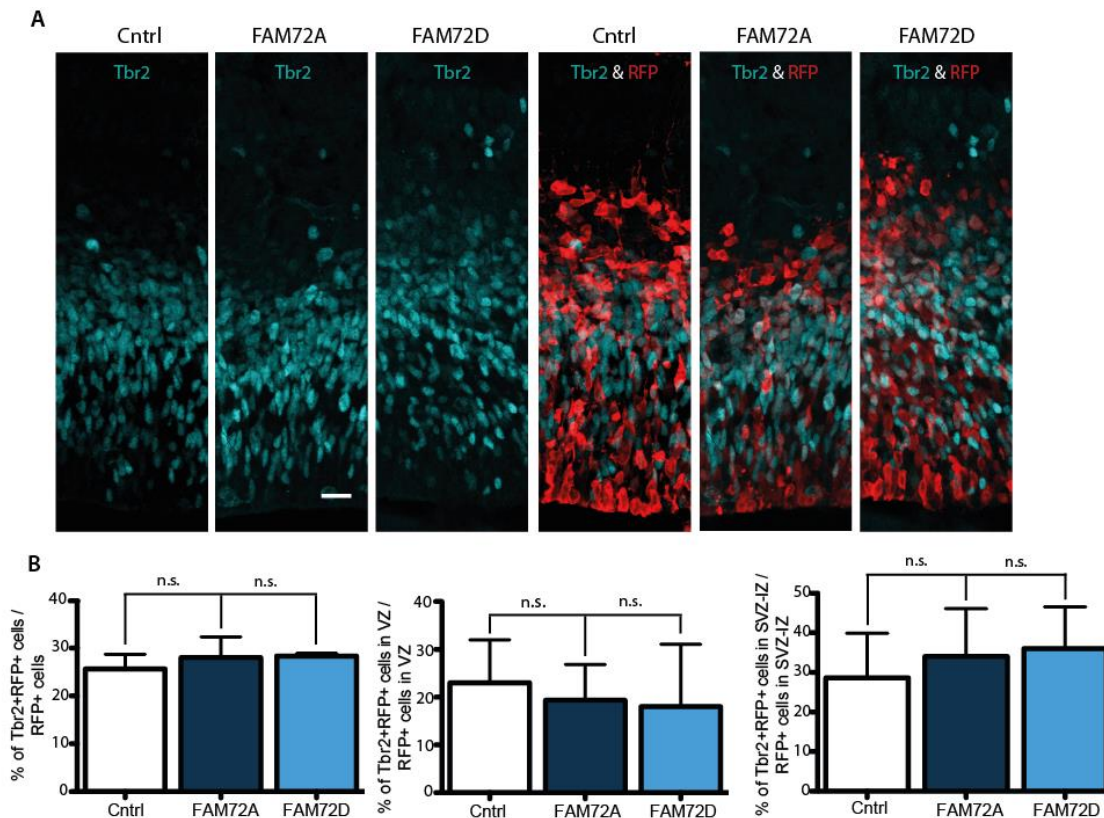 A
Cntrl FAM72A FAM72D Cntrl FAM72A FAM72D
Tbr2 Tbr2 Tbr2 Tbr2 & RFP Tbr2 & RFP Tbr2 & RFP
B
% of Tbr2+RFP+ cells /
RFP+ cells
40
30
20
10
0
n.s. n.s.
Cntrl FAM72A FAM72D
% of Tbr2+RFP+ cells in VZ /
RFP+ cells in VZ
40
30
20
10
0
n.s. n.s.
Cntrl FAM72A FAM72D
% of Tbr2+RFP+ cells in SVZ-IZ /
RFP+ cells in SVZ-IZ
50
40
30
20
10
0
n.s. n.s.
Cntrl FAM72A FAM72D